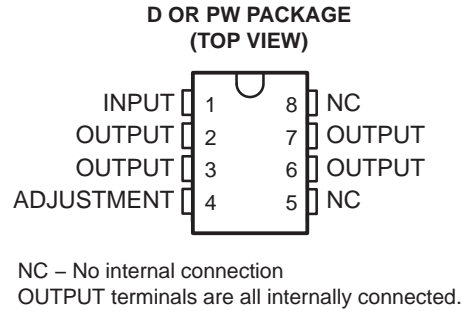 D OR PW PACKAGE
(TOP VIEW)
INPUT 1 8 NC
OUTPUT 2 7 OUTPUT
OUTPUT 3 6 OUTPUT
ADJUSTMENT 4 5 NC
NC – No internal connection
OUTPUT terminals are all internally connected.